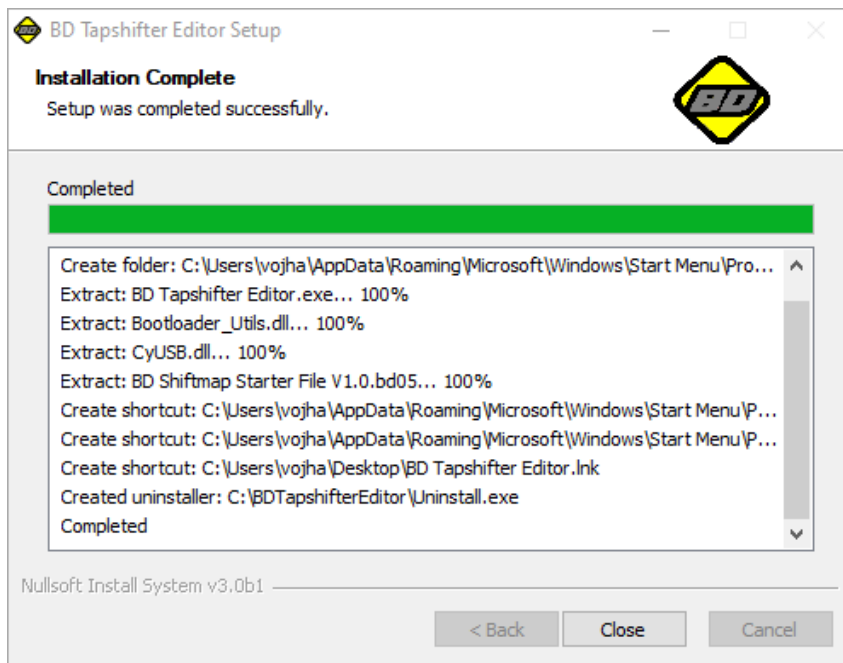 BD Tapshifter Editor Setup
Installation Complete
Setup was completed successfully.
BD
Completed
Create folder: C:\Users\vojha\AppData\Roaming\Microsoft\Windows\Start Menu\Pro...
Extract: BD Tapshifter Editor.exe... 100%
Extract: Bootloader_Utils.dll... 100%
Extract: CyUSB.dll... 100%
Extract: BD Shiftmap Starter File V1.0.bd05... 100%
Create shortcut: C:\Users\vojha\AppData\Roaming\Microsoft\Windows\Start Menu\P...
Create shortcut: C:\Users\vojha\AppData\Roaming\Microsoft\Windows\Start Menu\P...
Create shortcut: C:\Users\vojha\Desktop\BD Tapshifter Editor.lnk
Created uninstaller: C:\BDTapshifterEditor\Uninstall.exe
Completed
Nullsoft Install System v3.0b1
< Back Close Cancel